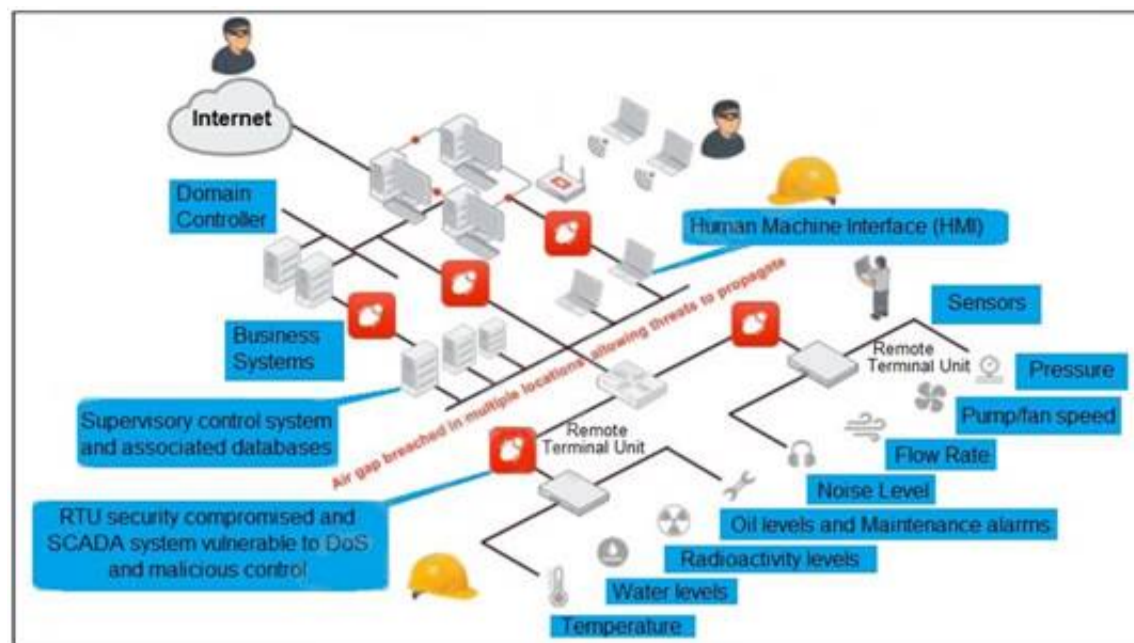 Internet
Domain
Controller
Human Machine Interface (HMI)
Business
Systems
Air gap breached in multiple locations allowing threats to propagate
Supervisory control system
and associated databases
Remote
Terminal Unit
Sensors
Pressure
Pump/fan speed
Flow Rate
Noise Level
Remote
Terminal Unit
RTU security compromised and
SCADA system vulnerable to DoS
and malicious control
Oil levels and Maintenance alarms
Radioactivity levels
Water levels
Temperature